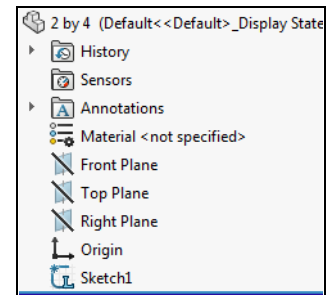 2 by 4 (Default<<Default>_Display State
History
Sensors
Annotations
Material <not specified>
Front Plane
Top Plane
Right Plane
Origin
Sketch1